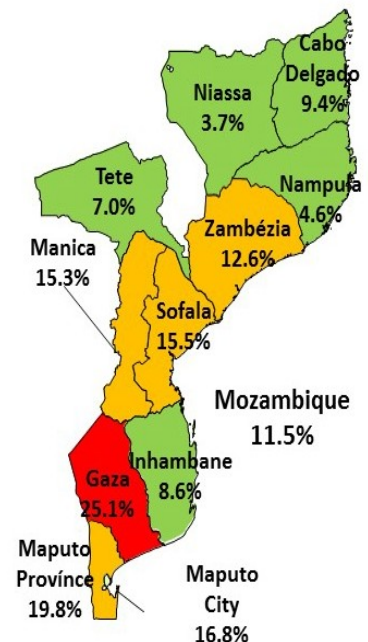 Cabo
Delgado
9.4%
Niassa
3.7%
Nampula
4.6%
Tete
7.0%
Zambézia
12.6%
Manica
15.3%
Sofala
15.5%
Mozambique
11.5%
Inhambane
8.6%
Gaza
25.1%
Maputo
Províncе
19.8%
Maputo
City
16.8%